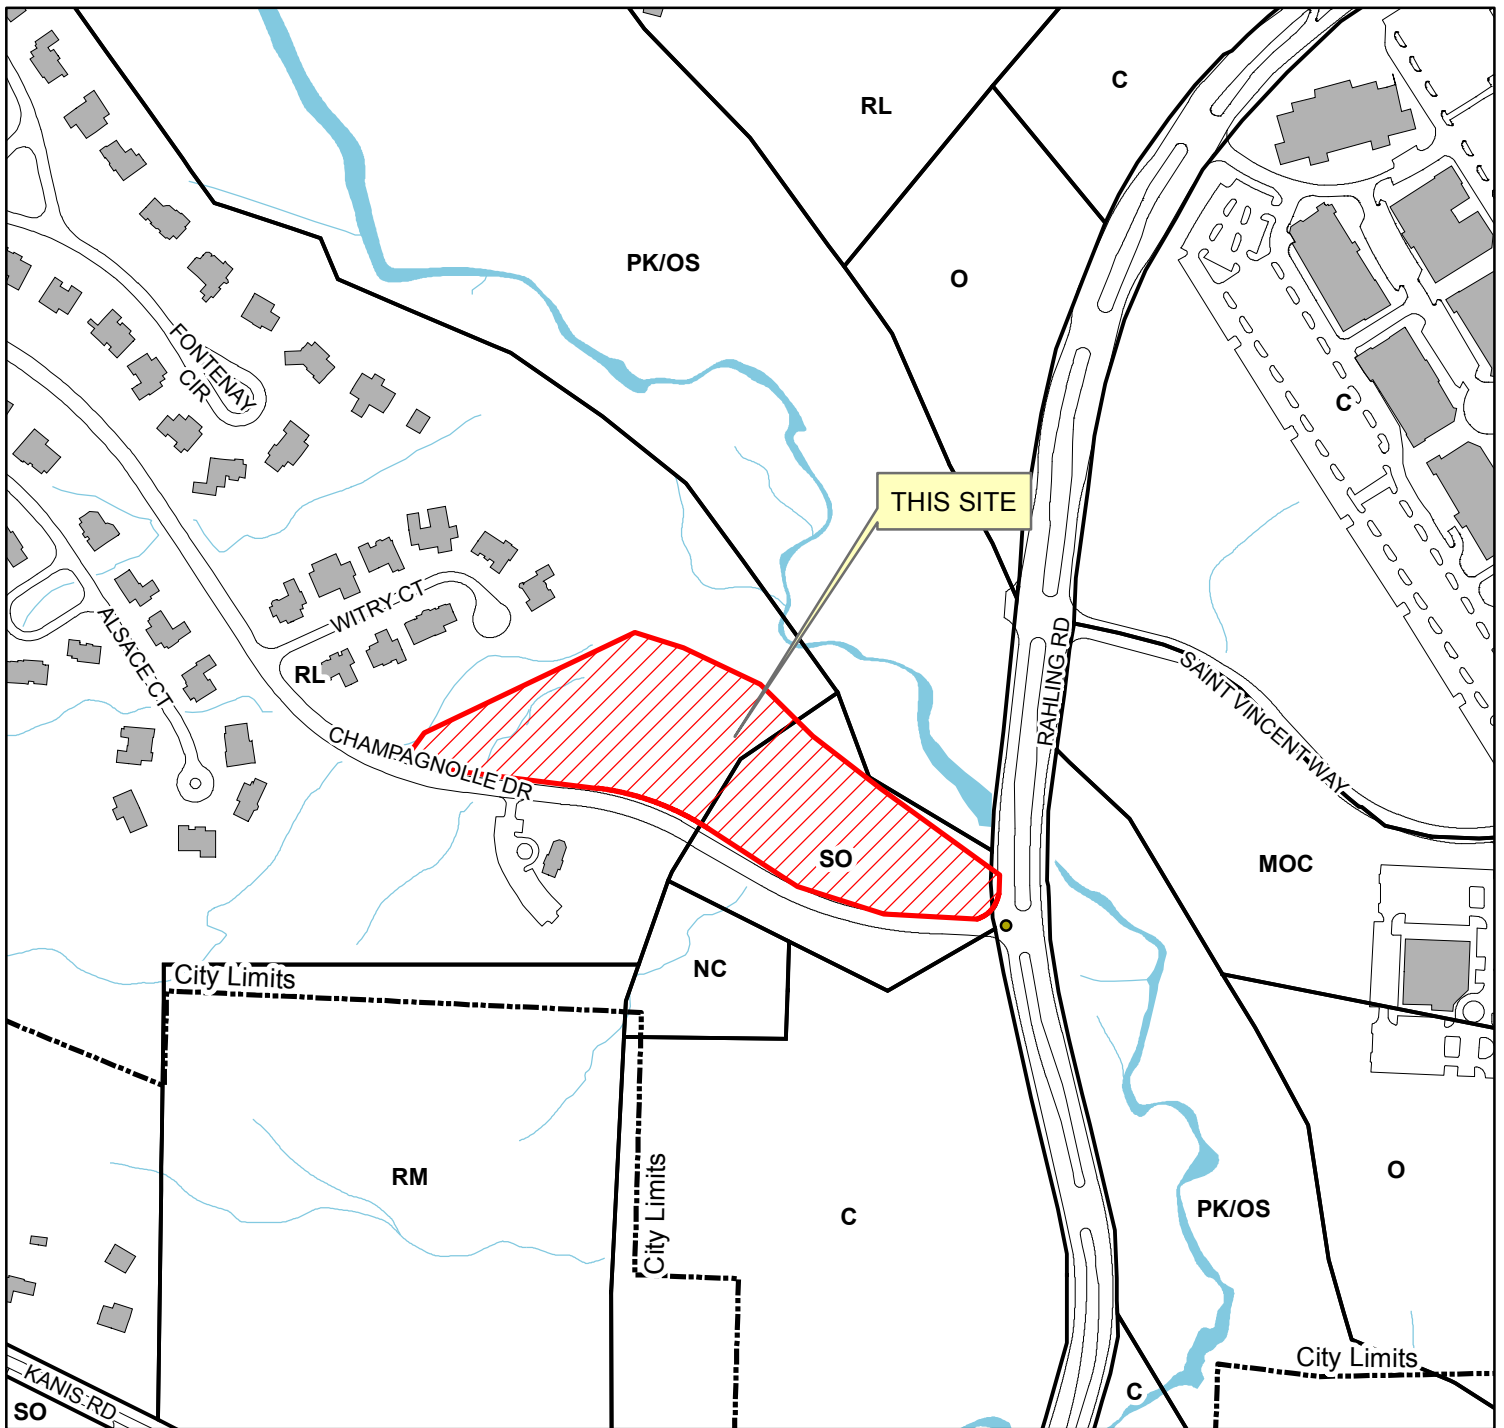 C
RL
PK/OS
O
FONTENAY
CIR
C
THIS SITE
WITRY CT
ALSACE CT
RL
RAHLING RD
SAINT VINCENT WAY
CHAMPAGNOLLE DR
SO
MOC
NC
City Limits
RM
City Limits
C
PK/OS
O
City Limits
KANIS RD
C
SO